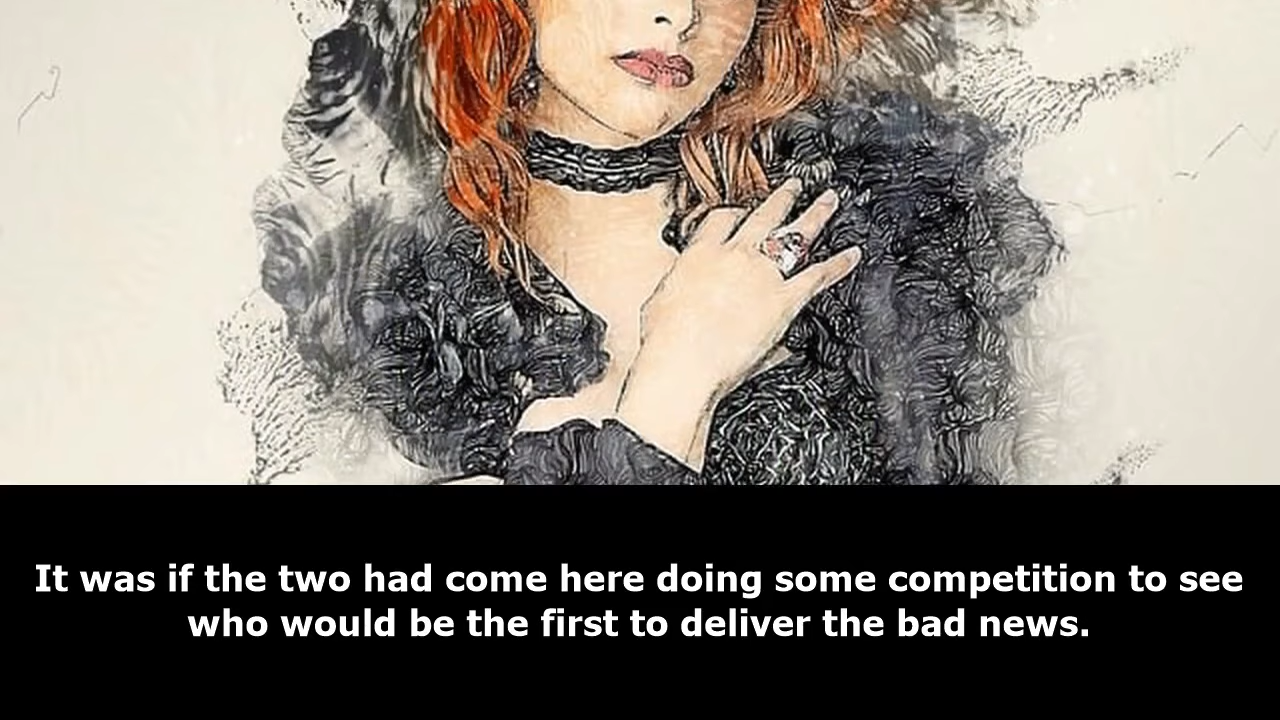 It was if the two had come here doing some competition to see
who would be the first to deliver the bad news.